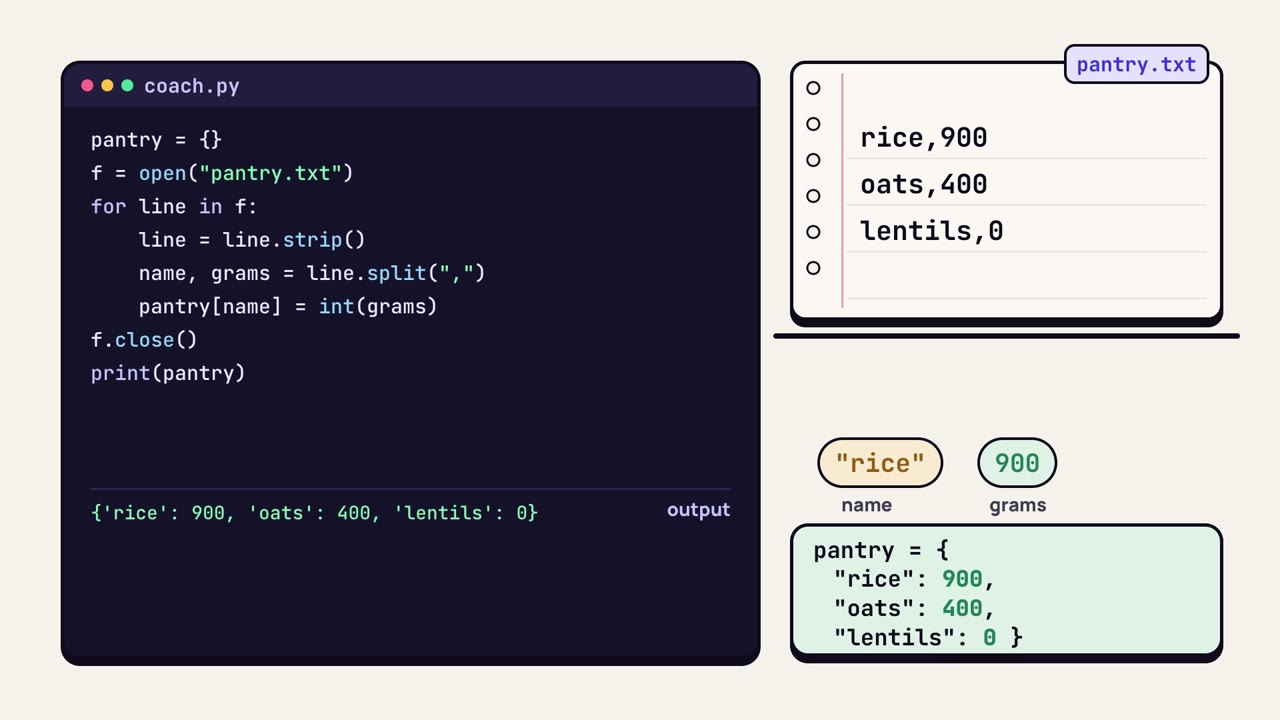 coach.py
pantry = {}
f = open("pantry.txt")
for line in f:
    line = line.strip()
    name, grams = line.split(",")
    pantry[name] = int(grams)
f.close()
print(pantry)
{'rice': 900, 'oats': 400, 'lentils': 0}
output
pantry.txt
rice,900
oats,400
lentils,0
"rice" 900
name grams
pantry = {
"rice": 900,
"oats": 400,
"lentils": 0 }